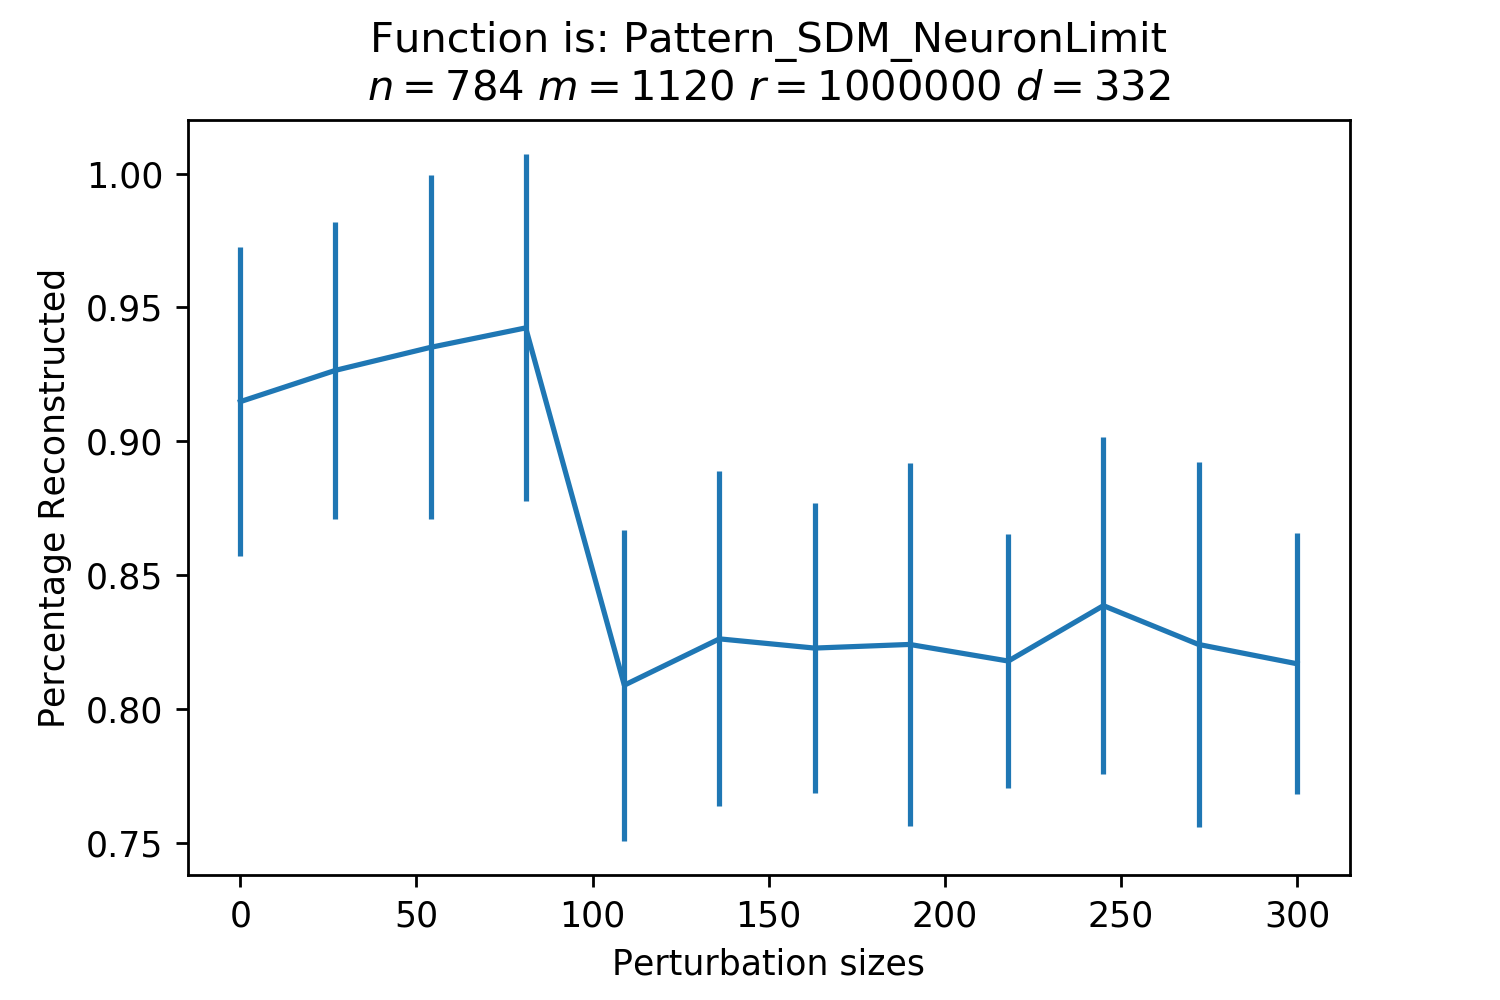 Function is: Pattern_SDM_NeuronLimit
n = 784 m = 1120 r = 1000000 d = 332
Percentage Reconstructed
1.00
0.95
0.90
0.85
0.80
0.75
0 50 100 150 200 250 300
Perturbation sizes